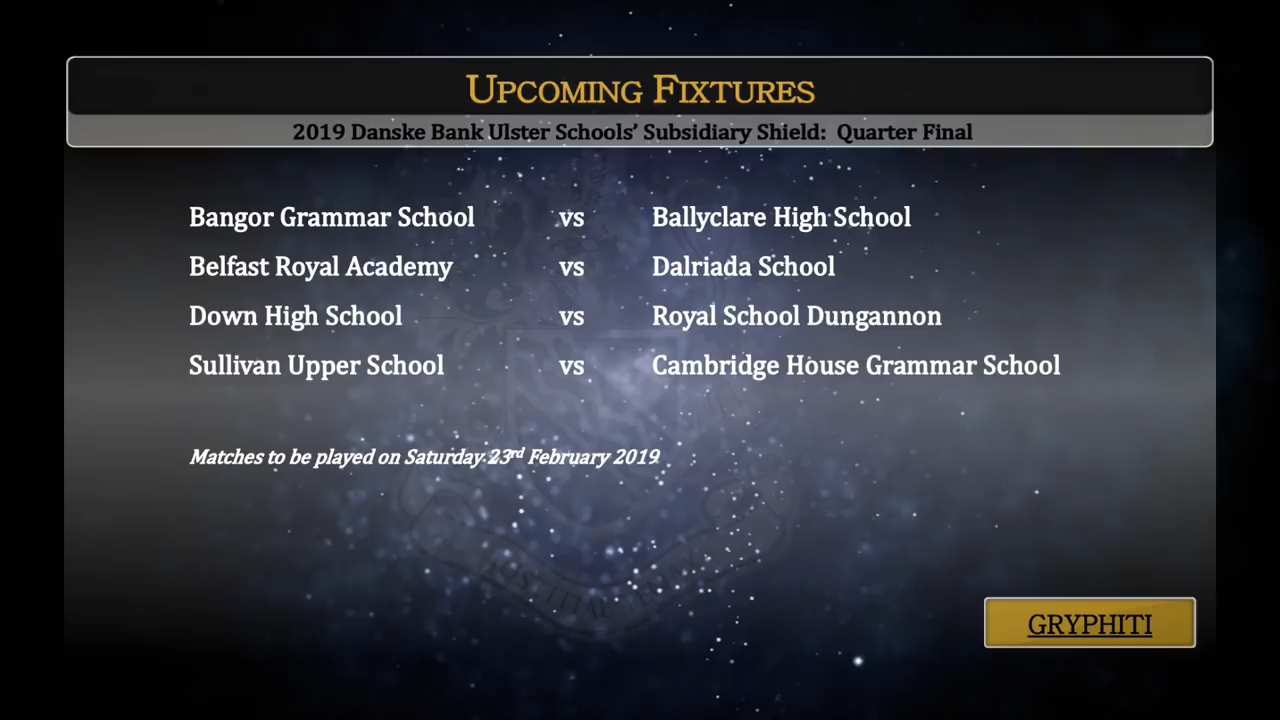 UPCOMING FIXTURES
2019 Danske Bank Ulster Schools’ Subsidiary Shield: Quarter Final
Bangor Grammar School vs Ballyclare High School
Belfast Royal Academy vs Dalriada School
Down High School vs Royal School Dungannon
Sullivan Upper School vs Cambridge House Grammar School
Matches to be played on Saturday 23rd February 2019
GRYPHITI